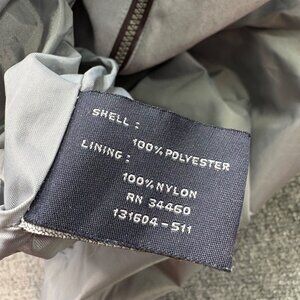 SHELL :
100% POLYESTER
LINING :
100% NYLON
RN 34460
131604-511